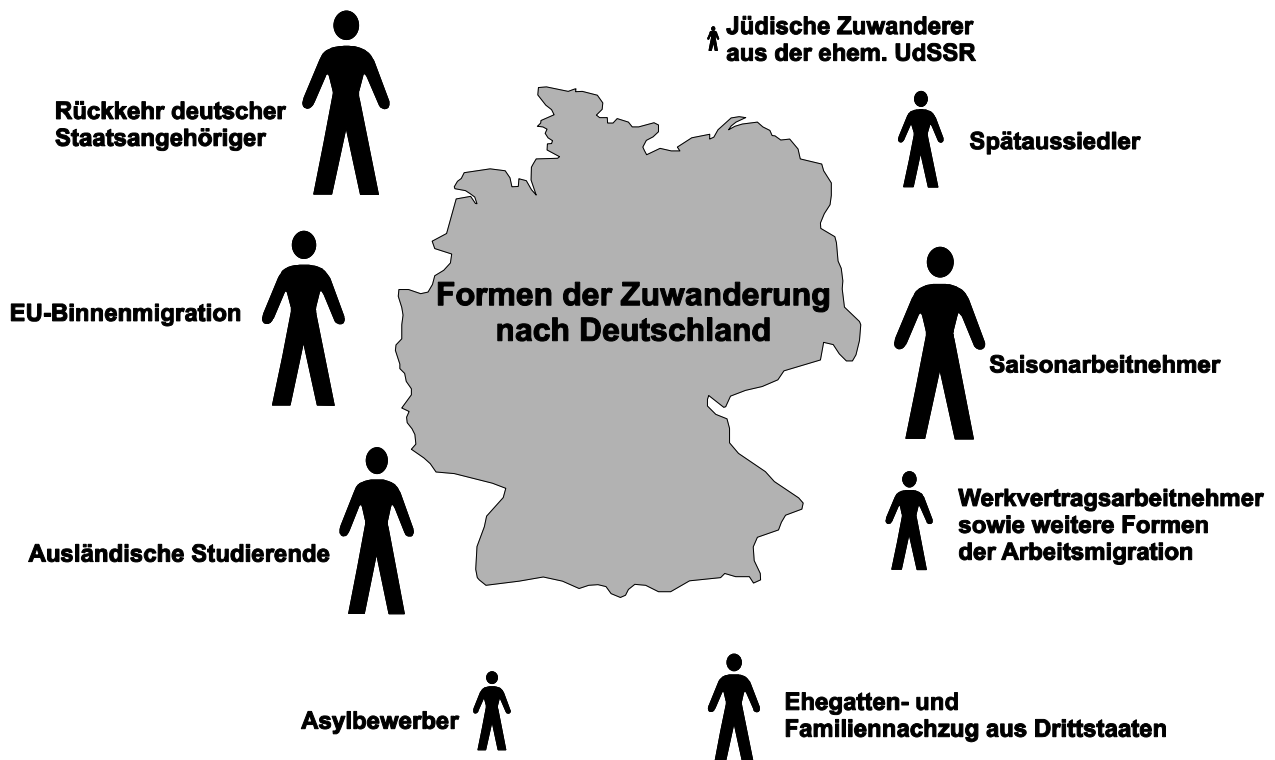 Jüdische Zuwanderer
aus der ehem. UdSSR
Rückkehr deutscher
Staatsangehöriger
Spätaussiedler
Formen der Zuwanderung
nach Deutschland
EU-Binnenmigration
Saisonarbeitnehmer
Werkvertragsarbeitnehmer
sowie weitere Formen
der Arbeitsmigration
Ausländische Studierende
Asylbewerber
Ehegatten- und
Familiennachzug aus Drittstaaten